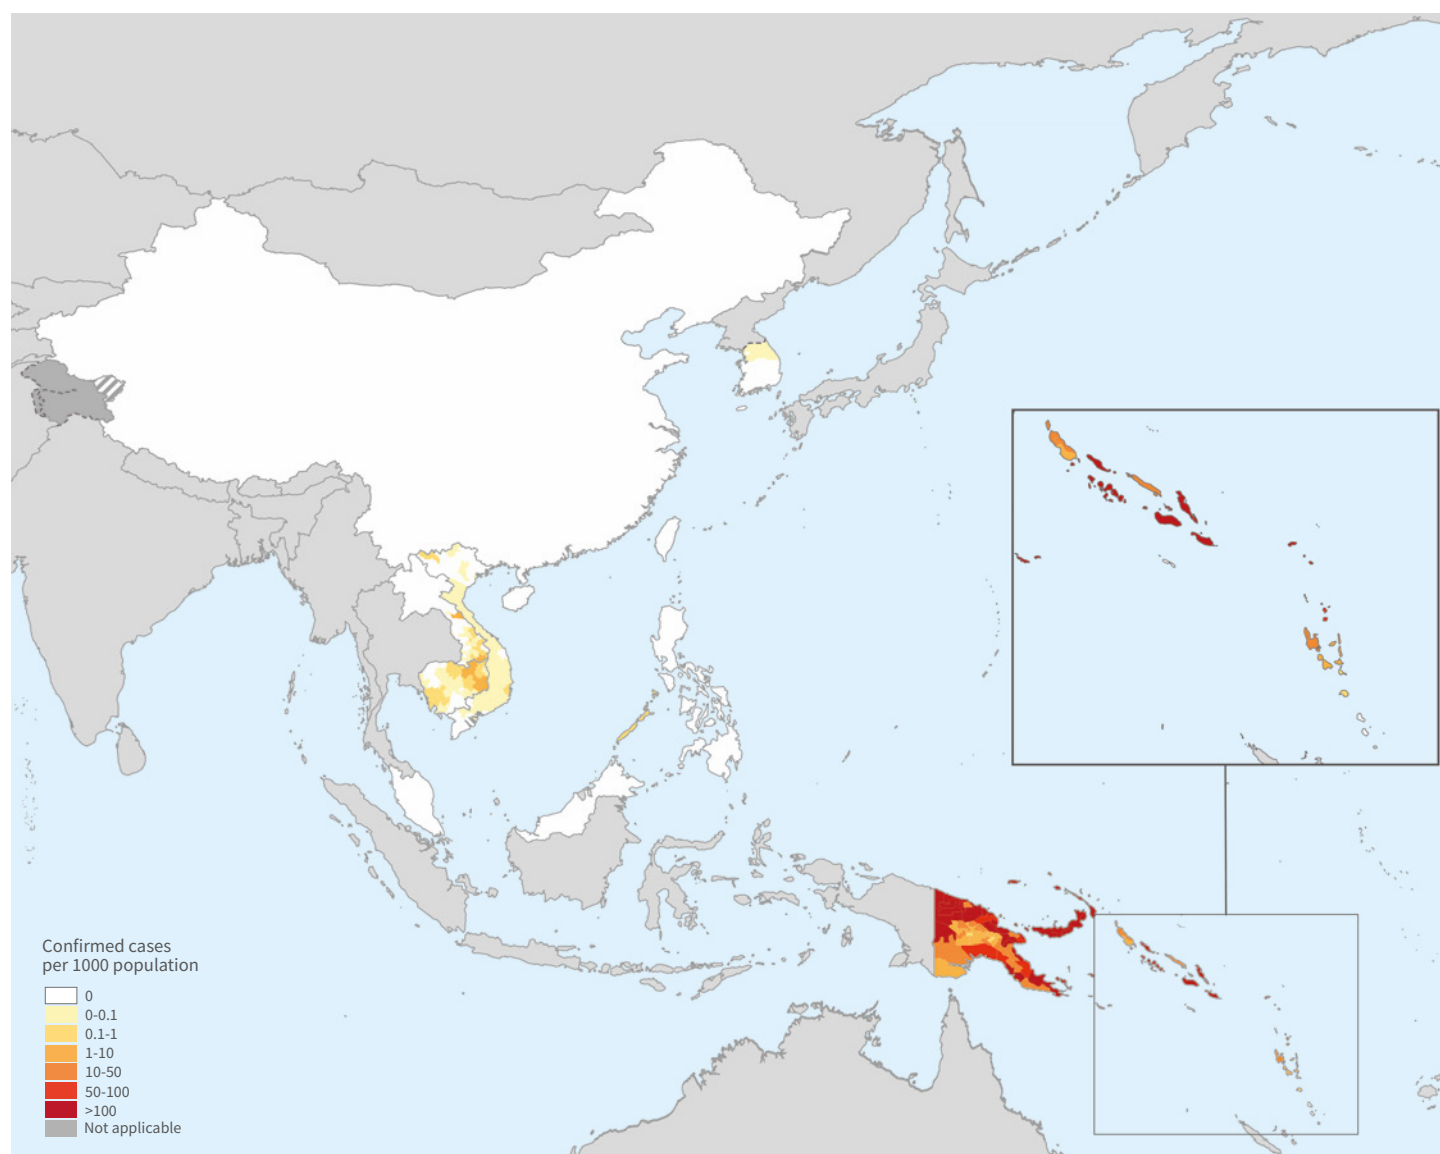 Confirmed cases
per 1000 population
0
0-0.1
0.1-1
1-10
10-50
50-100
>100
Not applicable